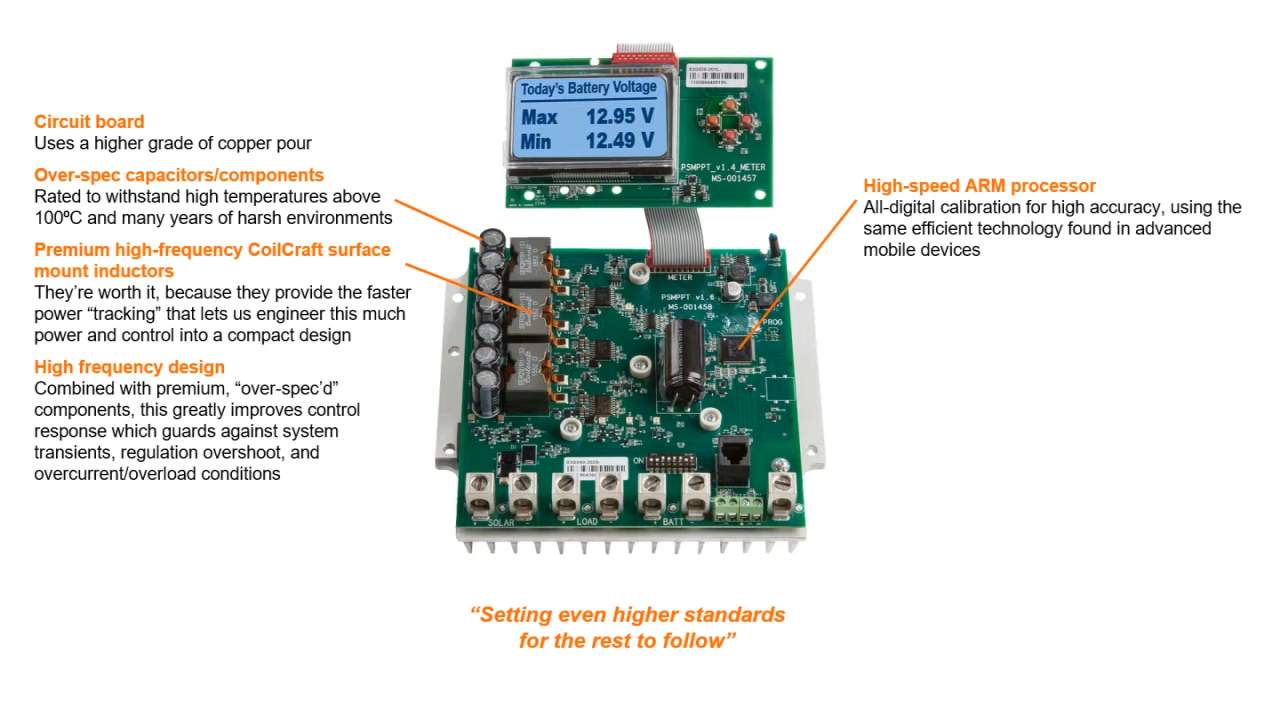 Today's Battery Voltage
Max 12.95 V
Min 12.49 V
PSMPPT_v1.4_METER
MS-001457
Circuit board
Uses a higher grade of copper pour
Over-spec capacitors/components
Rated to withstand high temperatures above
100ºC and many years of harsh environments
Premium high-frequency CoilCraft surface
mount inductors
They’re worth it, because they provide the faster
power “tracking” that lets us engineer this much
power and control into a compact design
High frequency design
Combined with premium, “over-spec’d”
components, this greatly improves control
response which guards against system
transients, regulation overshoot, and
overcurrent/overload conditions
High-speed ARM processor
All-digital calibration for high accuracy, using the
same efficient technology found in advanced
mobile devices
METER
PSMPPT v1.6
MS-001458
PROG
ON
+ SOLAR -
+ LOAD -
+ BATT -
“Setting even higher standards
for the rest to follow”